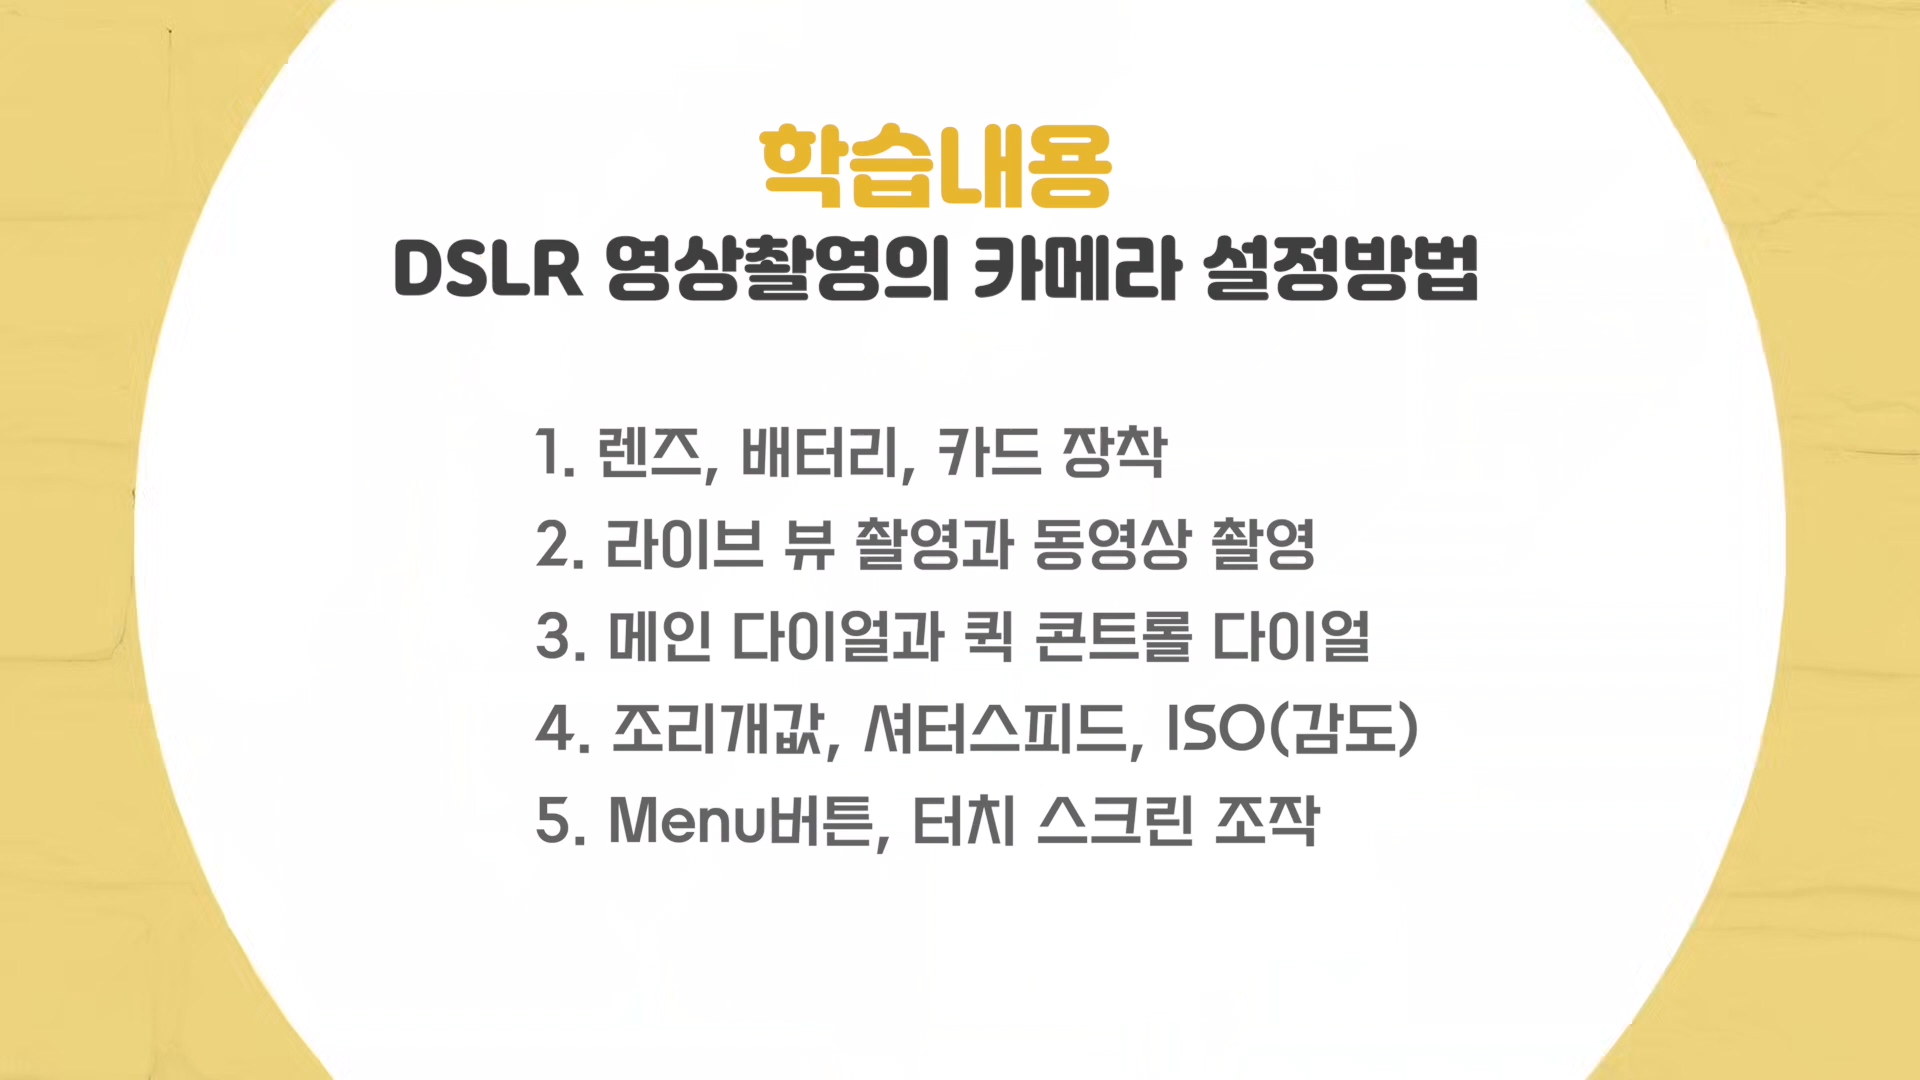 학습내용
DSLR 영상촬영의 카메라 설정방법
1. 렌즈, 배터리, 카드 장착
2. 라이브 뷰 촬영과 동영상 촬영
3. 메인 다이얼과 퀵 콘트롤 다이얼
4. 조리개값, 셔터스피드, ISO(감도)
5. Menu버튼, 터치 스크린 조작